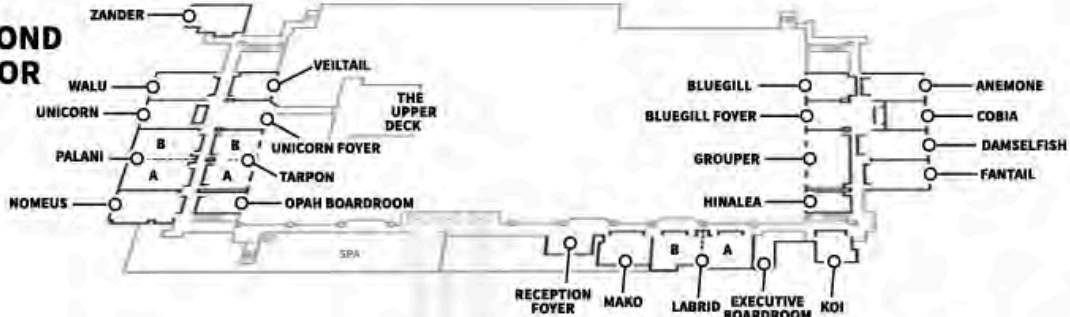 ZANDER
OND
OR
WALU
UNICORN
PALANI
NOMEUS
VEILTAIL
THE
UPPER
DECK
UNICORN FOYER
B
B
A
A
TARPON
OPAH BOARDROOM
SPA
BLUEGILL
BLUEGILL FOYER
GROUPER
HINALEA
ANEMONE
COBIA
DAMSELFISH
FANTAIL
B
A
RECEPTION
FOYER
MAKO
LABRID
EXECUTIVE
BOARDROOM
KOI